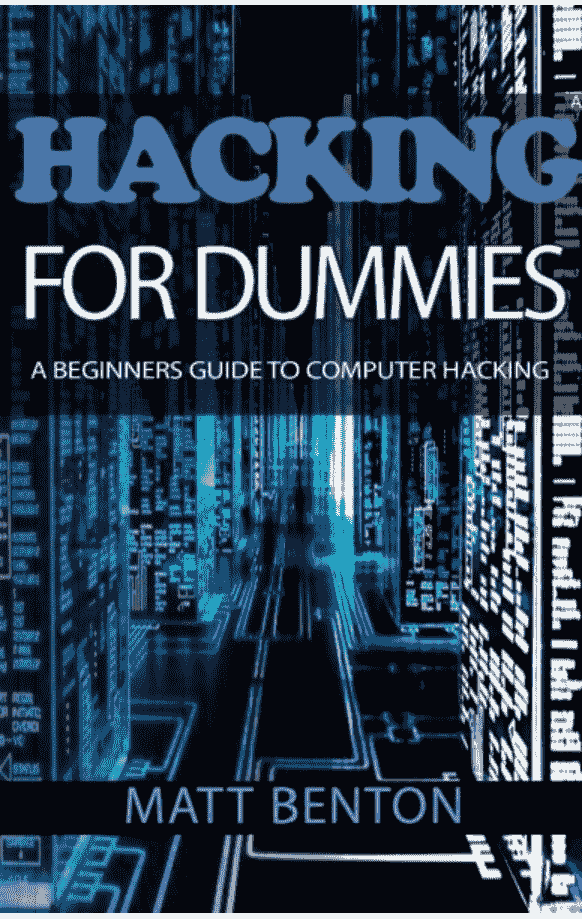 HACKING
FOR DUMMIES
A BEGINNERS GUIDE TO COMPUTER HACKING
MATT BENTON